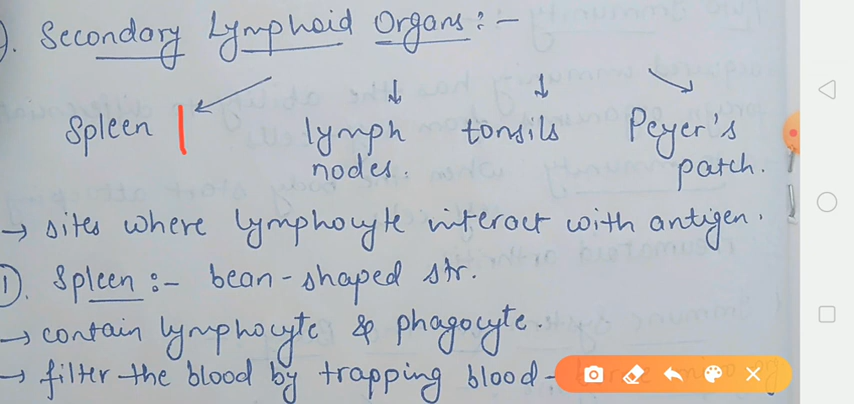 ). Secondary Lymphoid Organs : -
Spleen lymph nodes. tonsils Peyer's patch.
→ sites where lymphocyte interact with antigen.
①. Spleen :- bean-shaped str.
→ contain lymphocyte & phagocyte.
→ filter the blood by trapping blood-